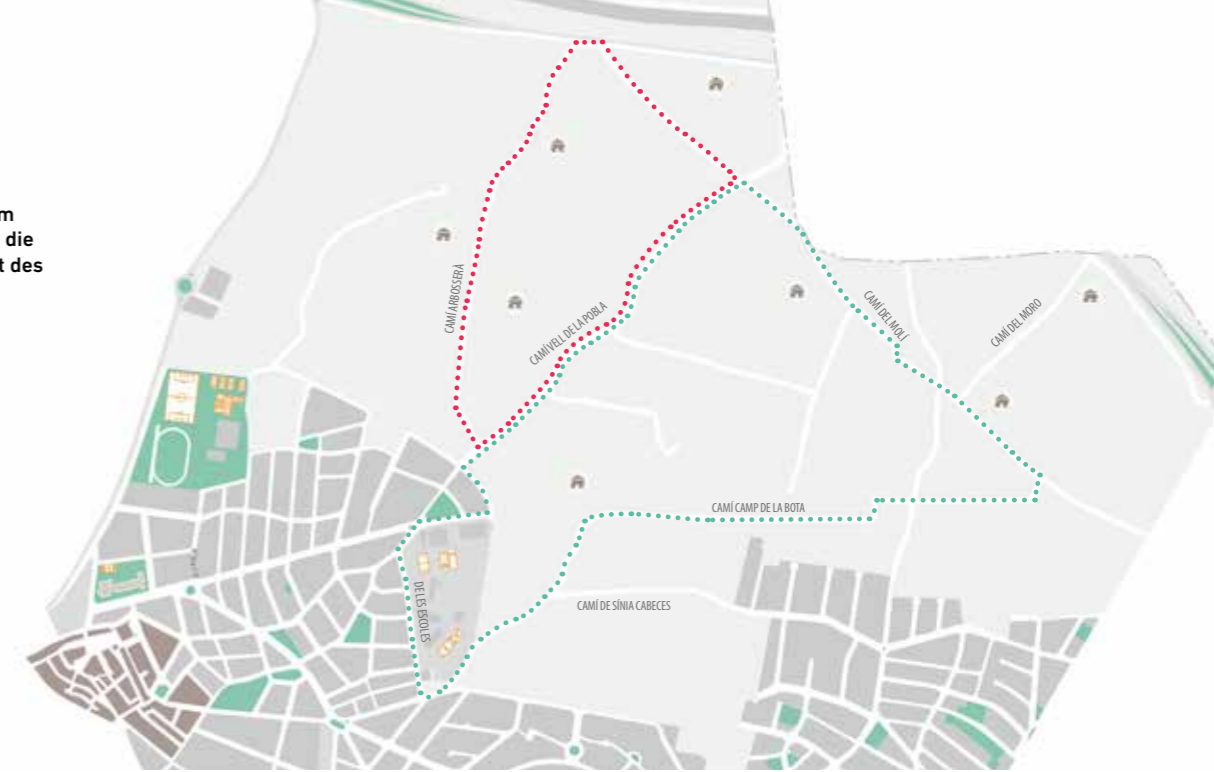 m
die
t des
CAMÍ ARBOSSERÀ
CAMÍ VELL DE LA POBLA
CAMÍ DEL MOLÍ
CAMÍ DEL MORO
CAMÍ CAMP DE LA BOTA
DE LES ESCOLES
CAMÍ DE SÍNIA CABECES